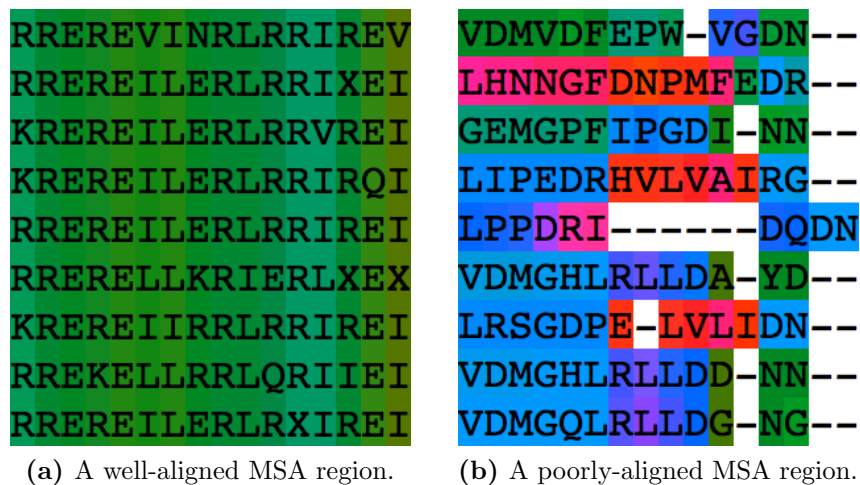 RREREVINRLRRIREV
RREREILERLRRIXEI
KREREILERLRRVREI
KREREILERLRRIRQI
RREREILERLRRIREI
RRERELLKRIERLXEX
KREREIIRRLRRIREI
RREKELLRRLQRIIEI
RREREILERLRXIREI
(a) A well-aligned MSA region.
VDMVDFEPW-VGDN--
LHNNGFDNPMFEDR--
GEMGPFIPGDI-NN--
LIPEDRHVLVAIRG--
LPPDRI------DQDN
VDMGHLRLLDA-YD--
LRSGDPE-LVLIDN--
VDMGHLRLLDD-NN--
VDMGQLRLLDG-NG--
(b) A poorly-aligned MSA region.